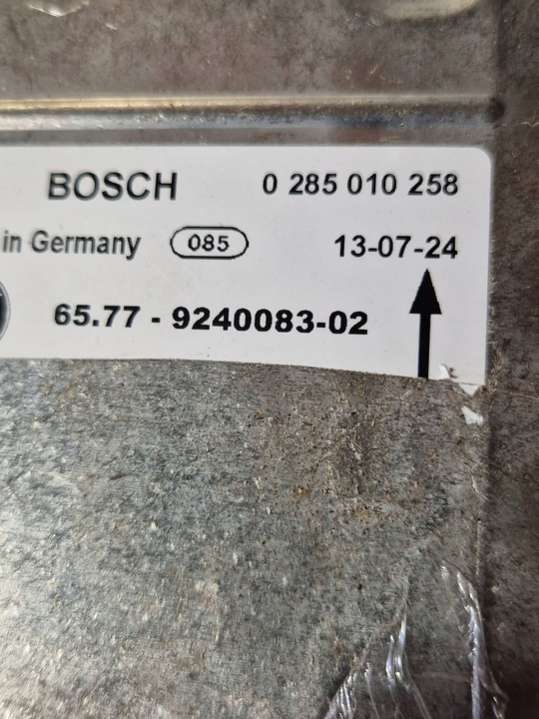 BOSCH 0 285 010 258
in Germany 085 13-07-24
65.77 - 9240083-02